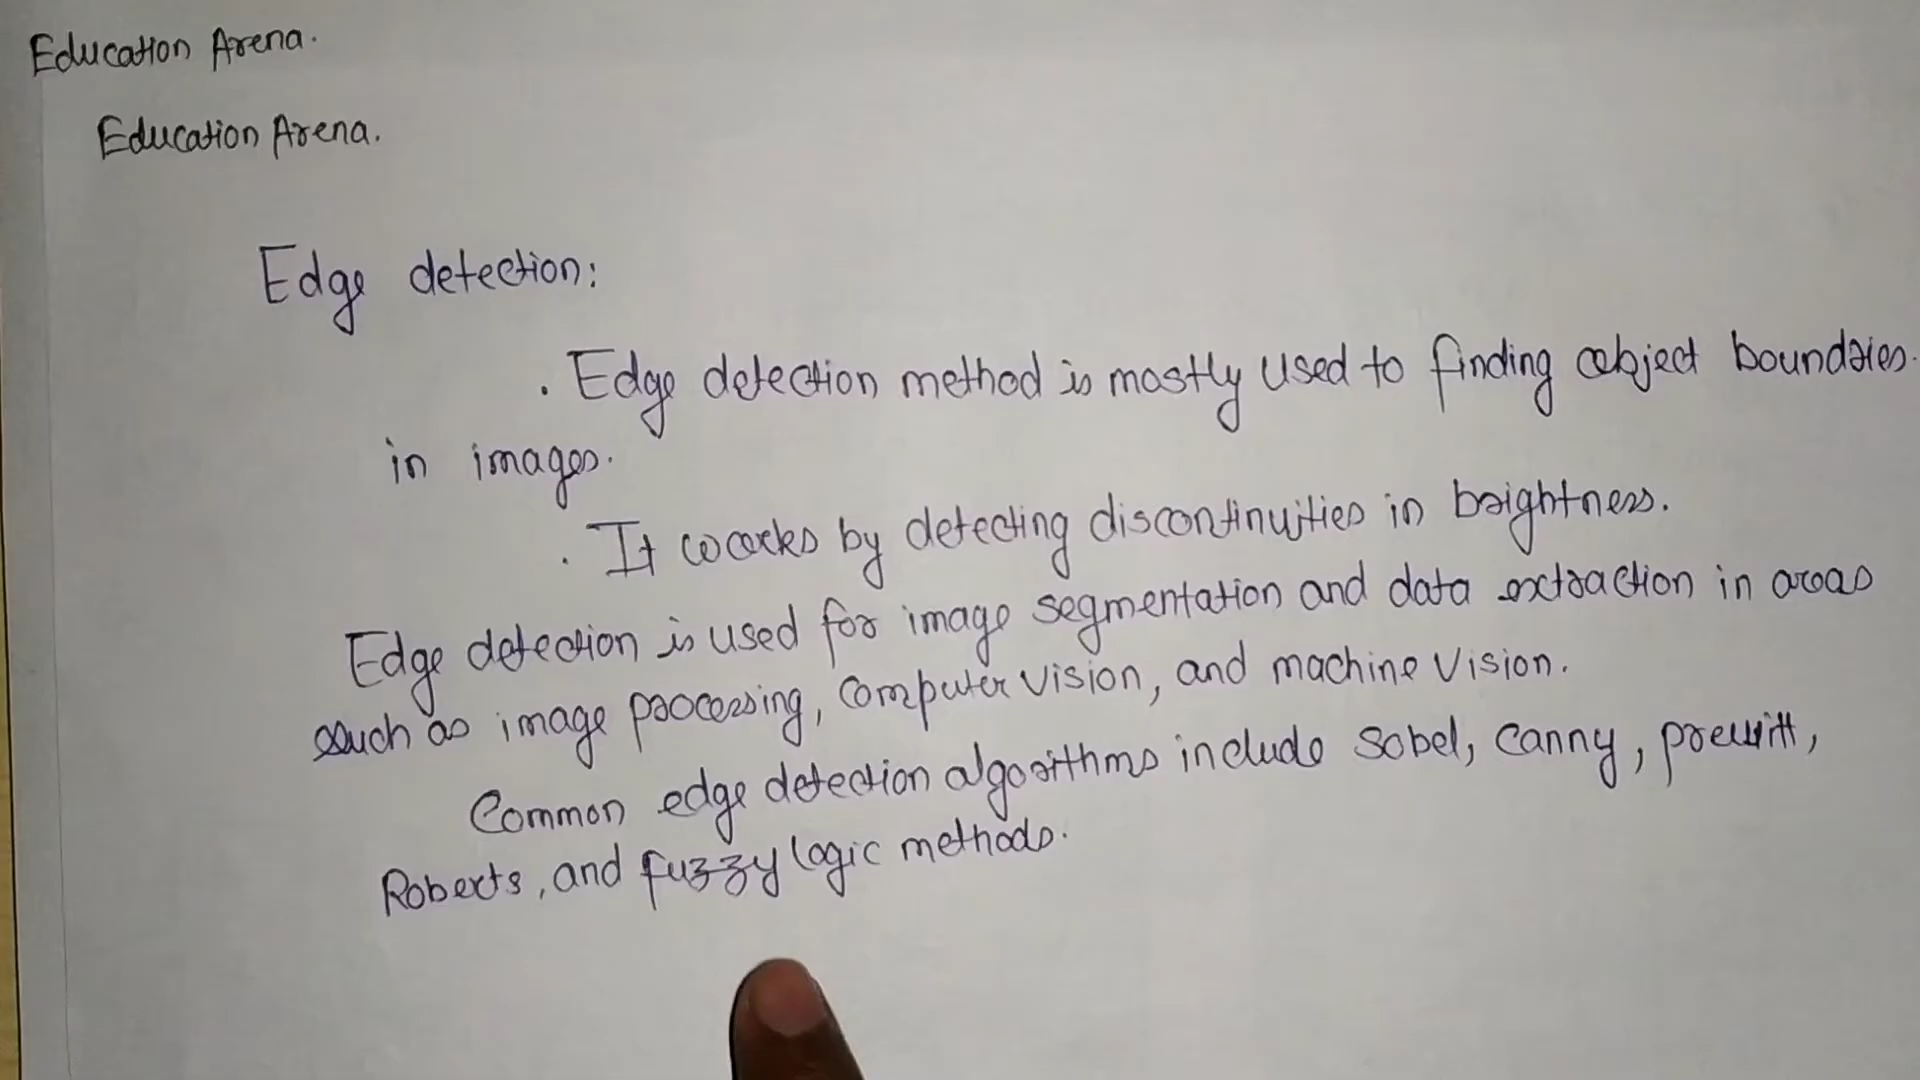 Education Arena.
Education Arena.
Edge detection:
. Edge detection method is mostly used to finding object boundries.
in images.
. It works by detecting discontinuities in brightness.
Edge detection is used for image segmentation and data extraction in areas
such as image processing, computer vision, and machine vision.
Common edge detection algorithms include Sobel, Canny, prewitt,
Roberts, and fuzzy logic methods.